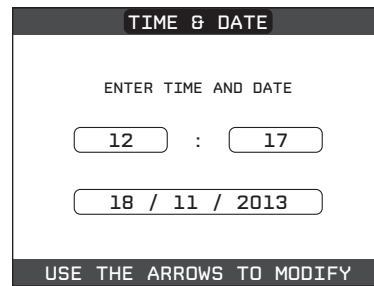 TIME & DATE
ENTER TIME AND DATE
12 : 17
18 / 11 / 2013
USE THE ARROWS TO MODIFY